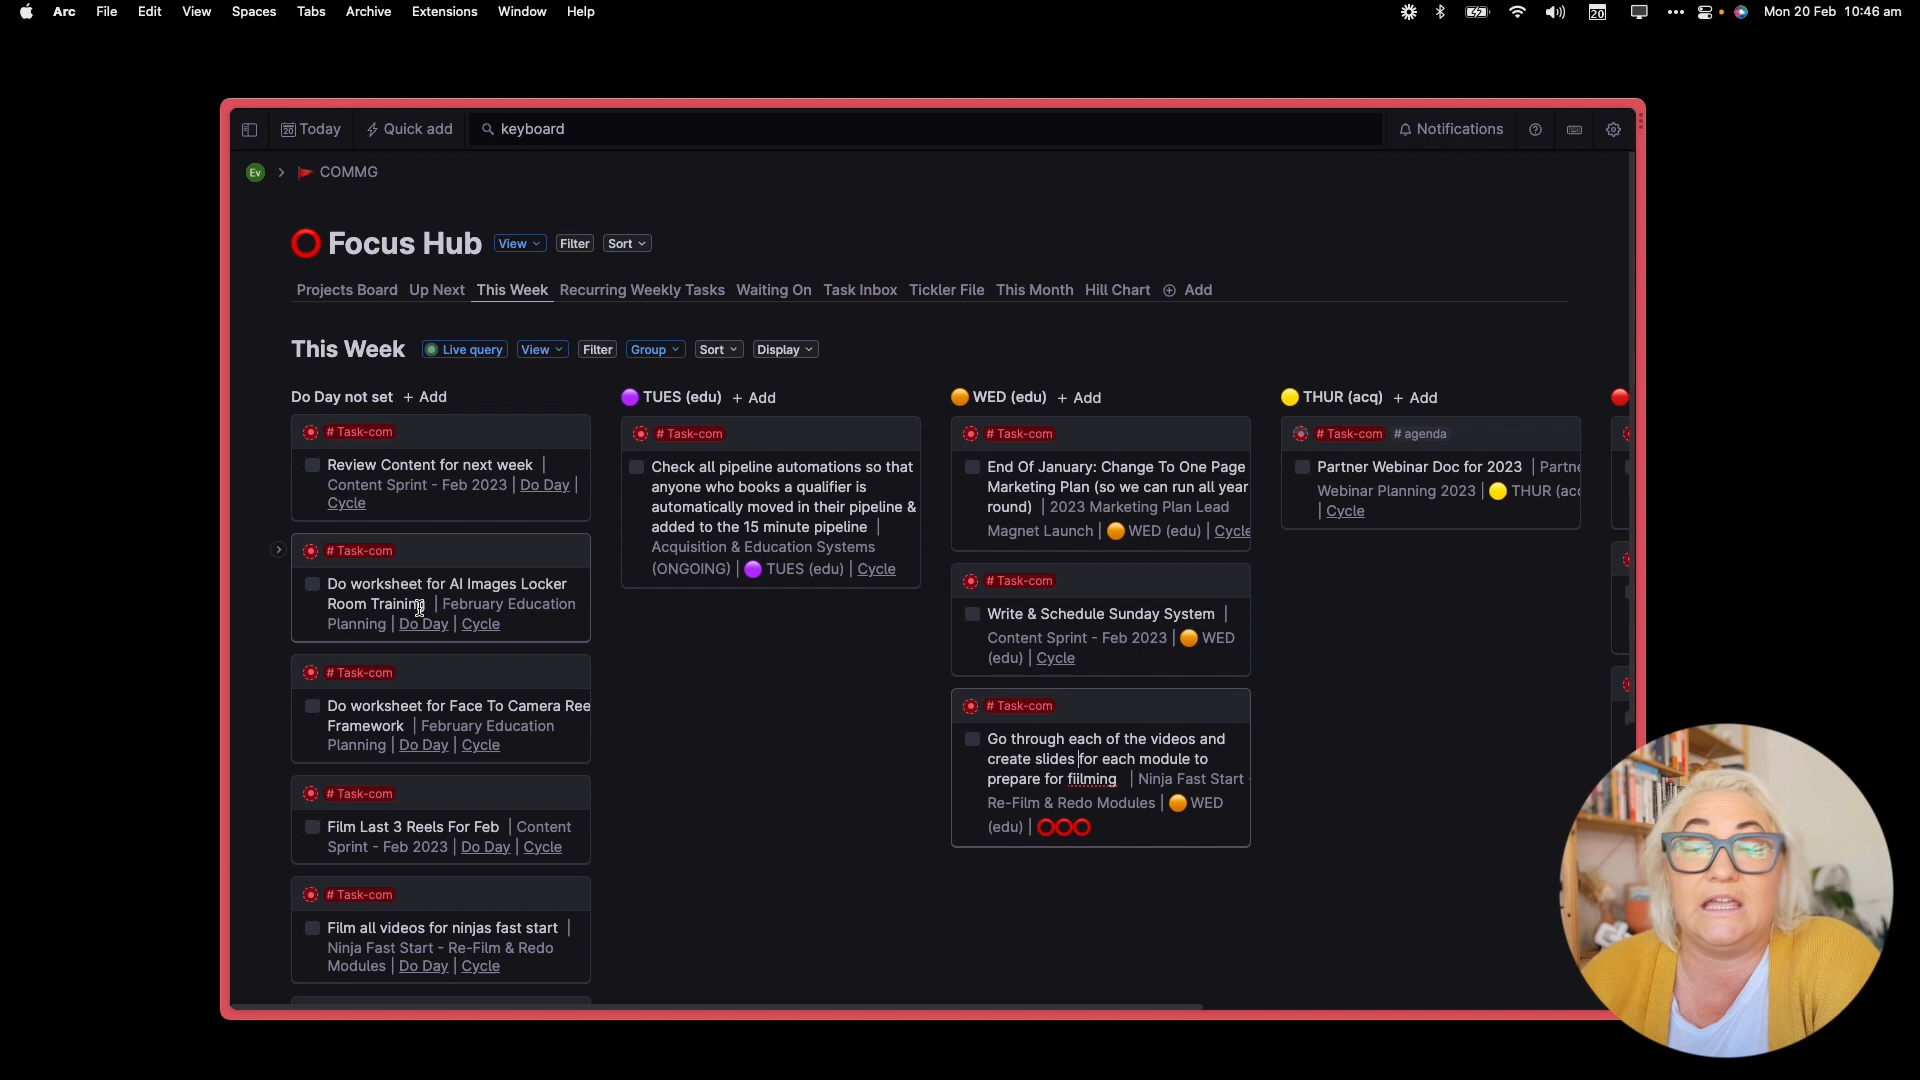 Arc File Edit View Spaces Tabs Archive Extensions Window Help 20 Mon 20 Feb 10:46 am
20 Today Quick add keyboard Notifications
Ev COMMG
Focus Hub View Filter Sort
Projects Board Up Next This Week Recurring Weekly Tasks Waiting On Task Inbox Tickler File This Month Hill Chart Add
This Week Live query View Filter Group Sort Display
Do Day not set + Add
# Task-com
Review Content for next week |
Content Sprint - Feb 2023 | Do Day |
Cycle
# Task-com
Do worksheet for AI Images Locker
Room Training | February Education
Planning | Do Day | Cycle
# Task-com
Do worksheet for Face To Camera Ree
Framework | February Education
Planning | Do Day | Cycle
# Task-com
Film Last 3 Reels For Feb | Content
Sprint - Feb 2023 | Do Day | Cycle
# Task-com
Film all videos for ninjas fast start |
Ninja Fast Start - Re-Film & Redo
Modules | Do Day | Cycle
TUES (edu) + Add
# Task-com
Check all pipeline automations so that
anyone who books a qualifier is
automatically moved in their pipeline &
added to the 15 minute pipeline |
Acquisition & Education Systems
(ONGOING) | TUES (edu) | Cycle
WED (edu) + Add
# Task-com
End Of January: Change To One Page
Marketing Plan (so we can run all year
round) | 2023 Marketing Plan Lead
Magnet Launch | WED (edu) | Cycle
# Task-com
Write & Schedule Sunday System |
Content Sprint - Feb 2023 | WED
(edu) | Cycle
# Task-com
Go through each of the videos and
create slides for each module to
prepare for fiilming | Ninja Fast Start -
Re-Film & Redo Modules | WED
(edu) |
THUR (acq) + Add
# Task-com # agenda
Partner Webinar Doc for 2023 | Partne
Webinar Planning 2023 | THUR (acq
| Cycle